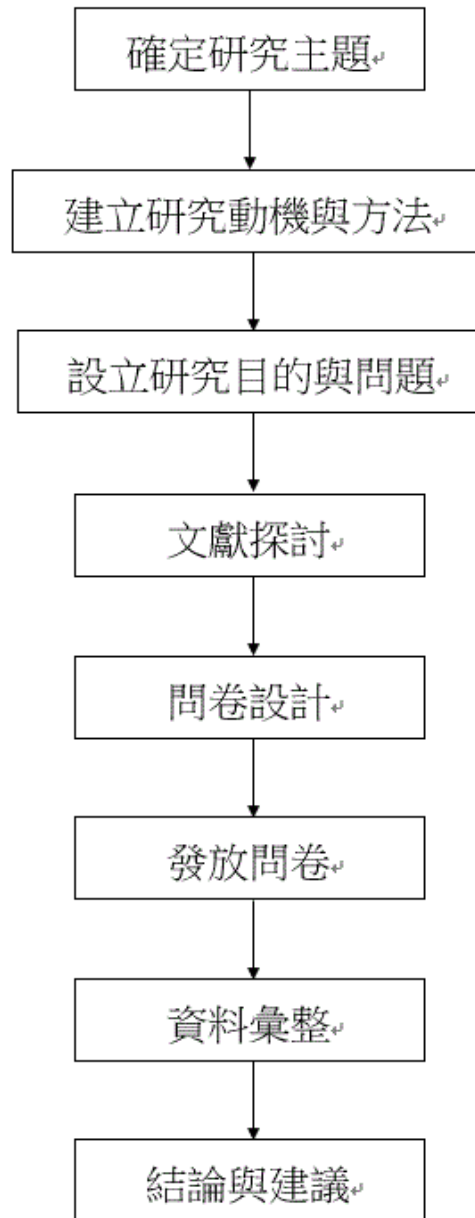 確定研究主題
建立研究動機與方法
設立研究目的與問題
文獻探討
問卷設計
發放問卷
資料彙整
結論與建議